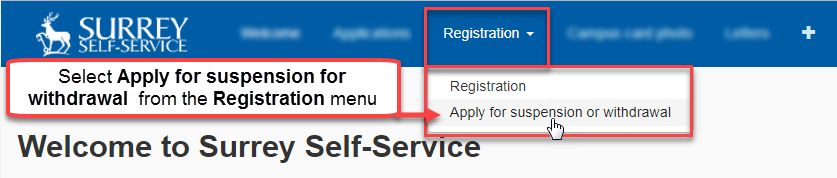 SURREY
SELF-SERVICE
Welcome
Applications
Registration
Campus card photo
Letters
+
Select Apply for suspension for
withdrawal from the Registration menu
Registration
Apply for suspension or withdrawal
Welcome to Surrey Self-Service